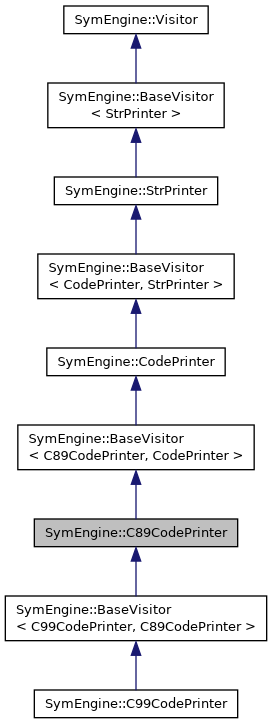 SymEngine::Visitor
SymEngine::BaseVisitor
< StrPrinter >
SymEngine::StrPrinter
SymEngine::BaseVisitor
< CodePrinter, StrPrinter >
SymEngine::CodePrinter
SymEngine::BaseVisitor
< C89CodePrinter, CodePrinter >
SymEngine::C89CodePrinter
SymEngine::BaseVisitor
< C99CodePrinter, C89CodePrinter >
SymEngine::C99CodePrinter